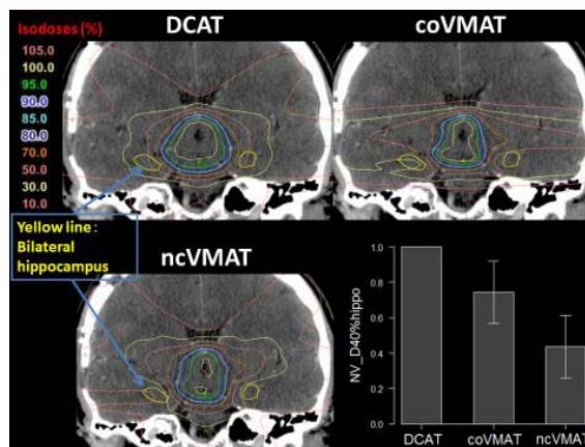 DCAT
coVMAT
Isodoses (%)
105.0
100.0
95.0
90.0
85.0
80.0
70.0
50.0
30.0
10.0
Yellow line :
Bilateral
hippocampus
ncVMAT
NV_D40%hippo
1.0
0.8
0.6
0.4
0.2
0.0
DCAT
coVMAT
ncVMAT